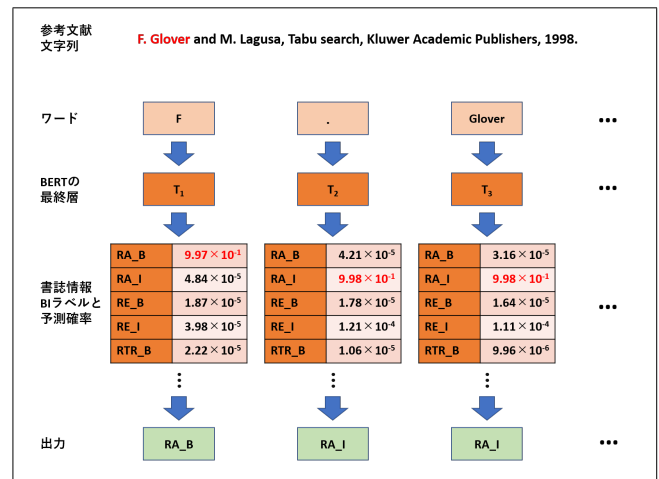 参考文献
文字列
F. Glover and M. Lagusa, Tabu search, Kluwer Academic Publishers, 1998.
ワード
F
.
Glover
•••
BERTの
最終層
T1
T2
T3
•••
書誌情報
BIラベルと
予測確率
RA_B 9.97×10-1
RA_I 4.84×10-5
RE_B 1.87×10-5
RE_I 3.98×10-5
RTR_B 2.22×10-5
RA_B 4.21×10-5
RA_I 9.98×10-1
RE_B 1.78×10-5
RE_I 1.21×10-4
RTR_B 1.06×10-5
RA_B 3.16×10-5
RA_I 9.98×10-1
RE_B 1.64×10-5
RE_I 1.11×10-4
RTR_B 9.96×10-6
•••
出力
RA_B
RA_I
RA_I
•••